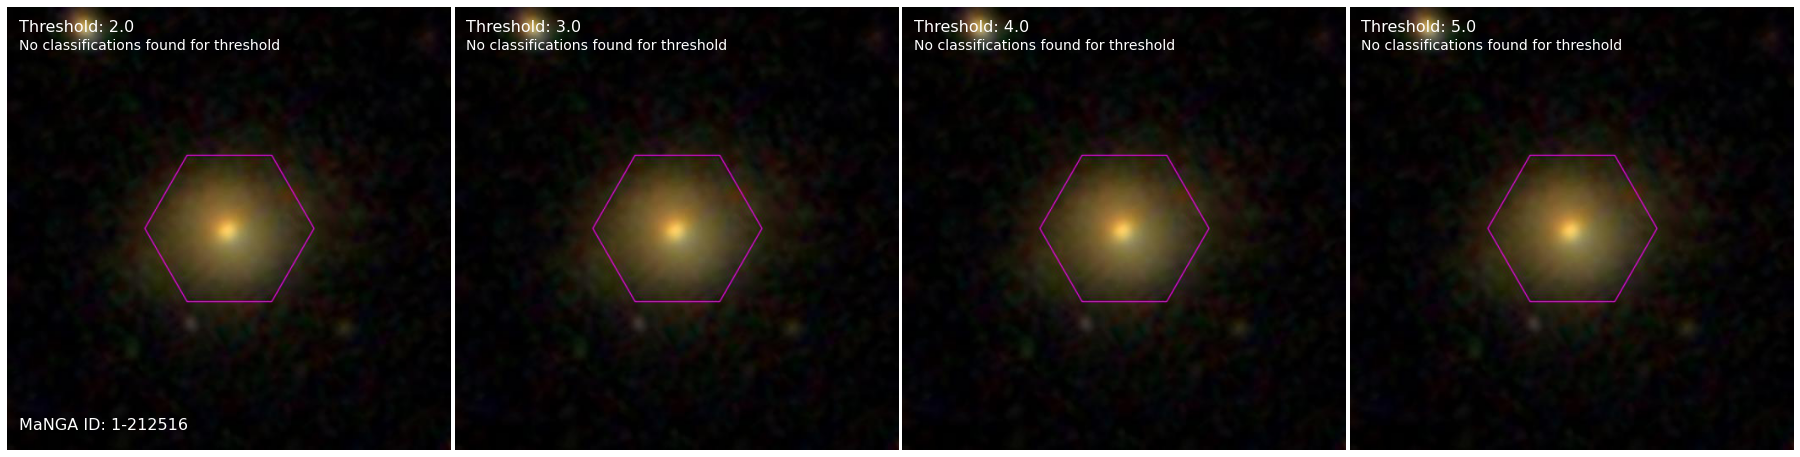 Threshold: 2.0
No classifications found for threshold
Threshold: 3.0
No classifications found for threshold
Threshold: 4.0
No classifications found for threshold
Threshold: 5.0
No classifications found for threshold
MaNGA ID: 1-212516